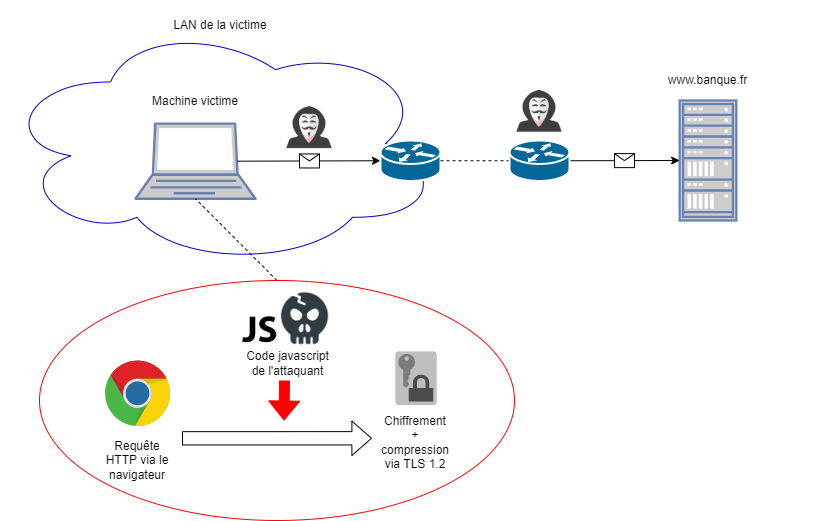 LAN de la victime
www.banque.fr
Machine victime
JS
Code javascript
de l'attaquant
Requête
HTTP via le
navigateur
Chiffrement
+
compression
via TLS 1.2